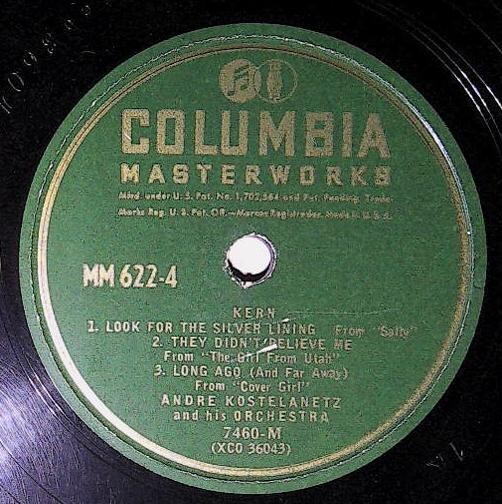 COLUMBIA
MASTERWORKS
Mfrd. under U. S. Pat. No. 1,702,564 and Pat. Pending. Trade-
Marks Reg. U. S. Pat. Off.—Marcas Registradas. Made in U. S. A.
MM 622-4
KERN
1. LOOK FOR THE SILVER LINING From "Sally"
2. THEY DIDN'T BELIEVE ME
From "The Girl From Utah"
3. LONG AGO (And Far Away)
From "Cover Girl"
ANDRE KOSTELANETZ
and his ORCHESTRA
7460-M
(XCO 36043)